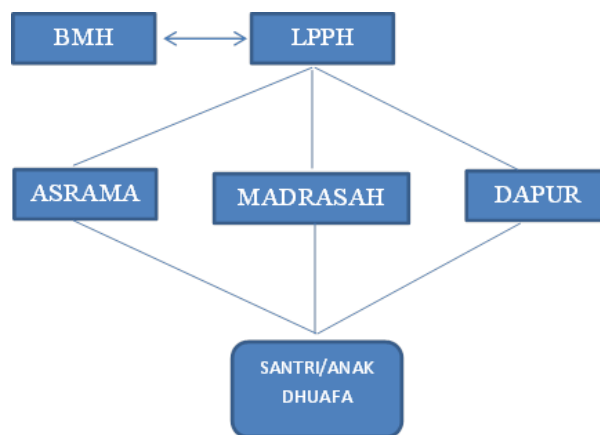 BMH
LPPH
ASRAMA
MADRASAH
DAPUR
SANTRI/ANAK
DHUAFA